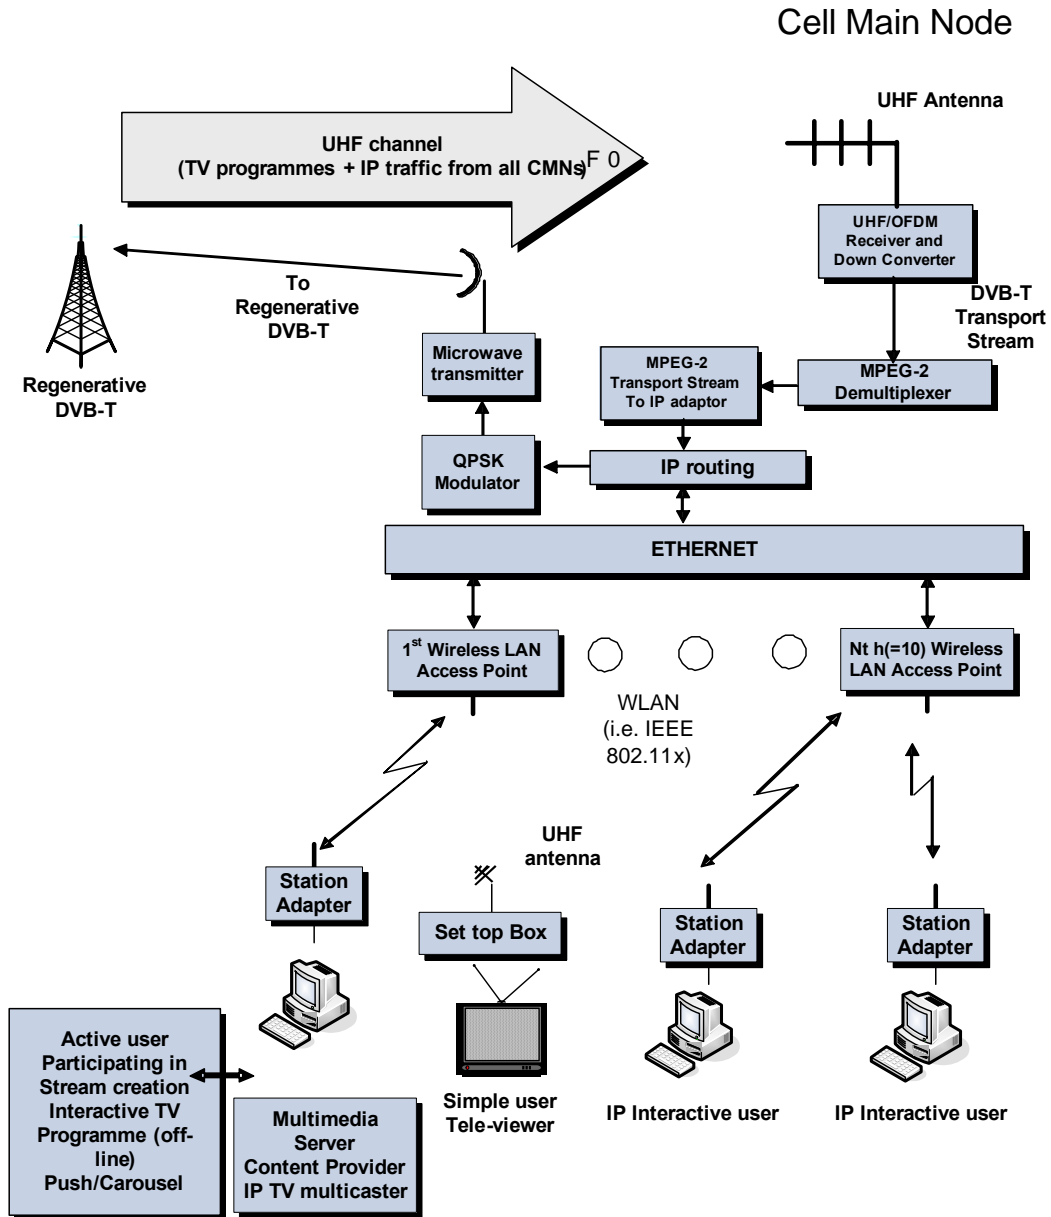 Cell Main Node
UHF Antenna
UHF channel
(TV programmes + IP traffic from all CMNs)
F 0
UHF/OFDM
Receiver and
Down Converter
To
Regenerative
DVB-T
DVB-T
Transport
Stream
Regenerative
DVB-T
Microwave
transmitter
MPEG-2
Transport Stream
To IP adaptor
MPEG-2
Demultiplexer
QPSK
Modulator
IP routing
ETHERNET
1st Wireless LAN
Access Point
Nt h(=10) Wireless
LAN Access Point
WLAN
(i.e. IEEE
802.11x)
UHF
antenna
Station
Adapter
Set top Box
Station
Adapter
Station
Adapter
Active user
Participating in
Stream creation
Interactive TV
Programme (off-
line)
Push/Carousel
Multimedia
Server
Content Provider
IP TV multicaster
Simple user
Tele-viewer
IP Interactive user
IP Interactive user